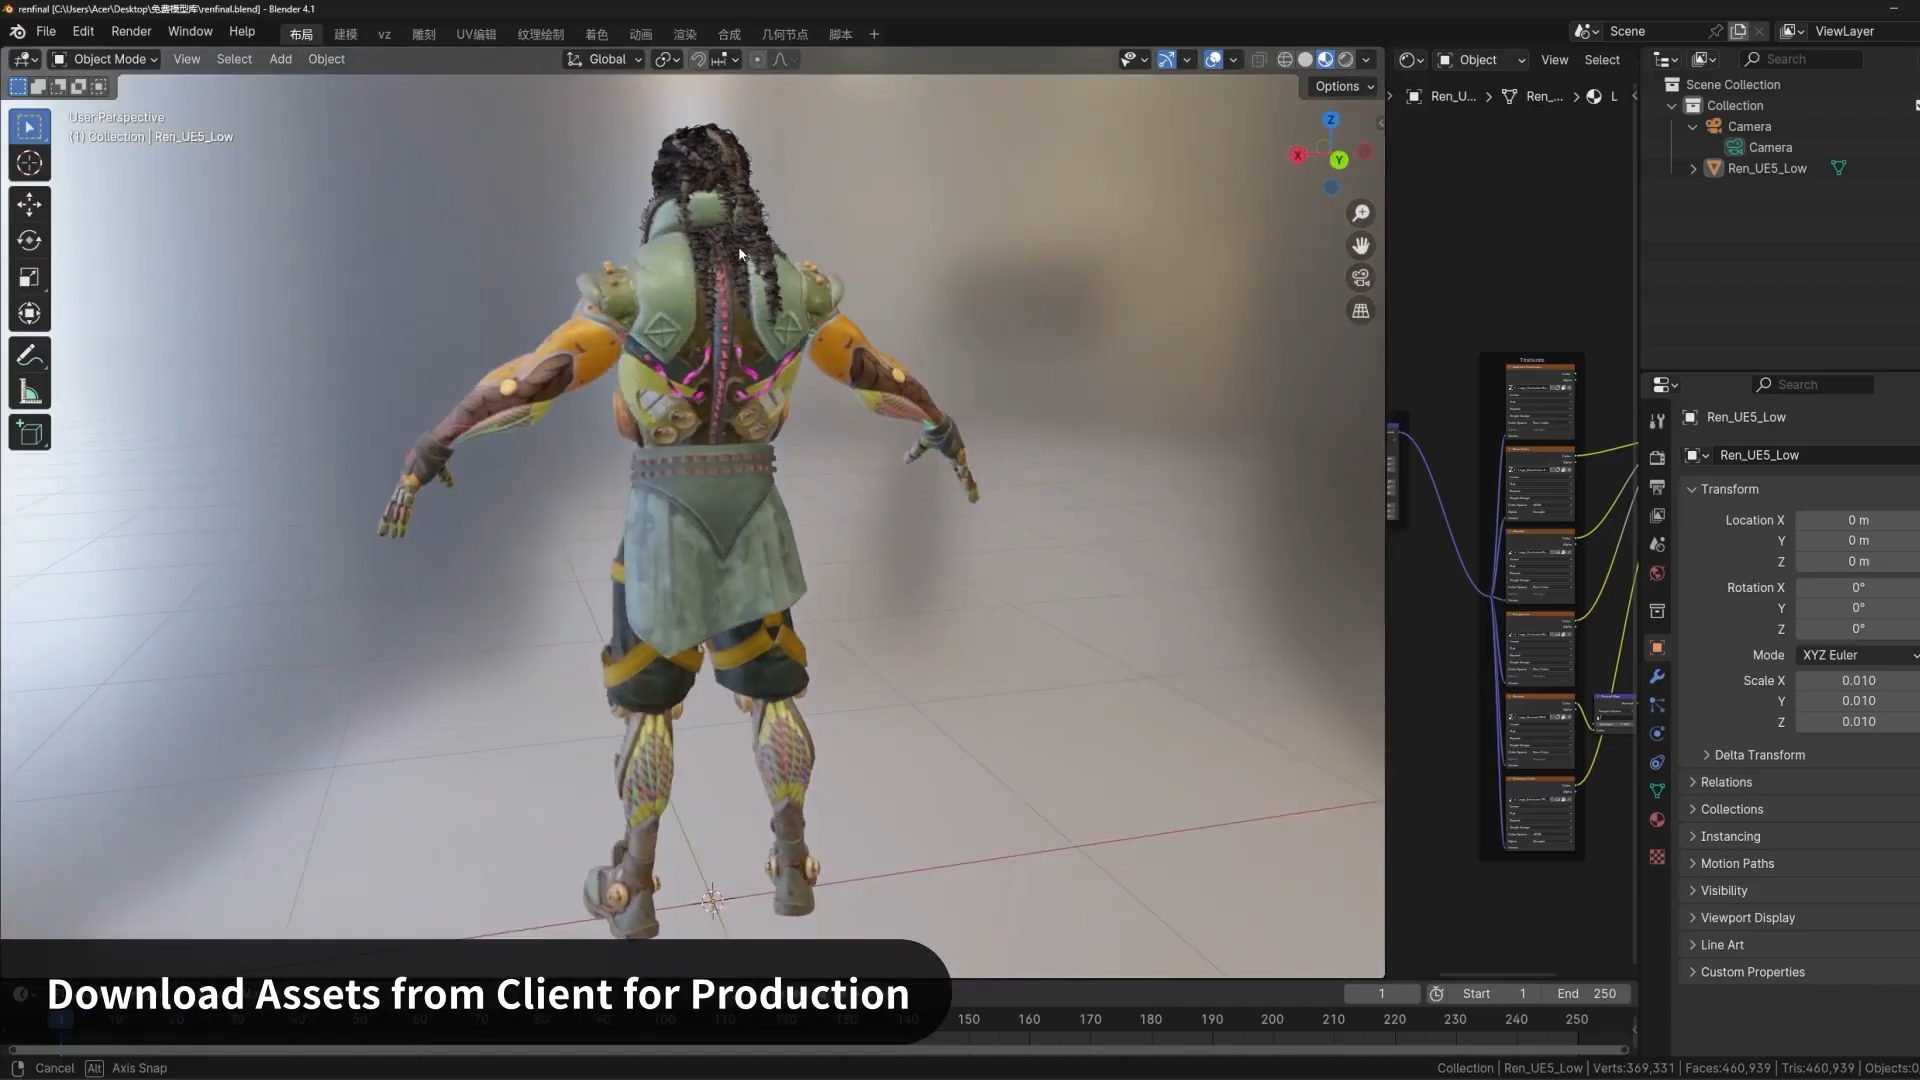 renfinal [C:\Users\Acer\Desktop\免费模型库\renfinal.blend] - Blender 4.1
File Edit Render Window Help 布局 建模 vz 雕刻 UV编辑 纹理绘制 着色 动画 渲染 合成 几何节点 脚本 + Scene ViewLayer
Object Mode View Select Add Object Global Object View Select Search
Options
Ren_U... Ren_... L
Scene Collection
Collection
Camera
Camera
Ren_UE5_Low
User Perspective
(1) Collection | Ren_UE5_Low
Z
X
Y
Textures
Search
Ren_UE5_Low
Ren_UE5_Low
Transform
Location X 0 m
Y 0 m
Z 0 m
Rotation X 0°
Y 0°
Z 0°
Mode XYZ Euler
Scale X 0.010
Y 0.010
Z 0.010
Delta Transform
Relations
Collections
Instancing
Motion Paths
Visibility
Viewport Display
Line Art
Custom Properties
Download Assets from Client for Production
1 Start 1 End 250
1 150 160 170 180 190 200 210 220 230 240 250
Cancel Alt Axis Snap
Collection | Ren_UE5_Low | Verts:369,331 | Faces:460,939 | Tris:460,939 | Objects:0